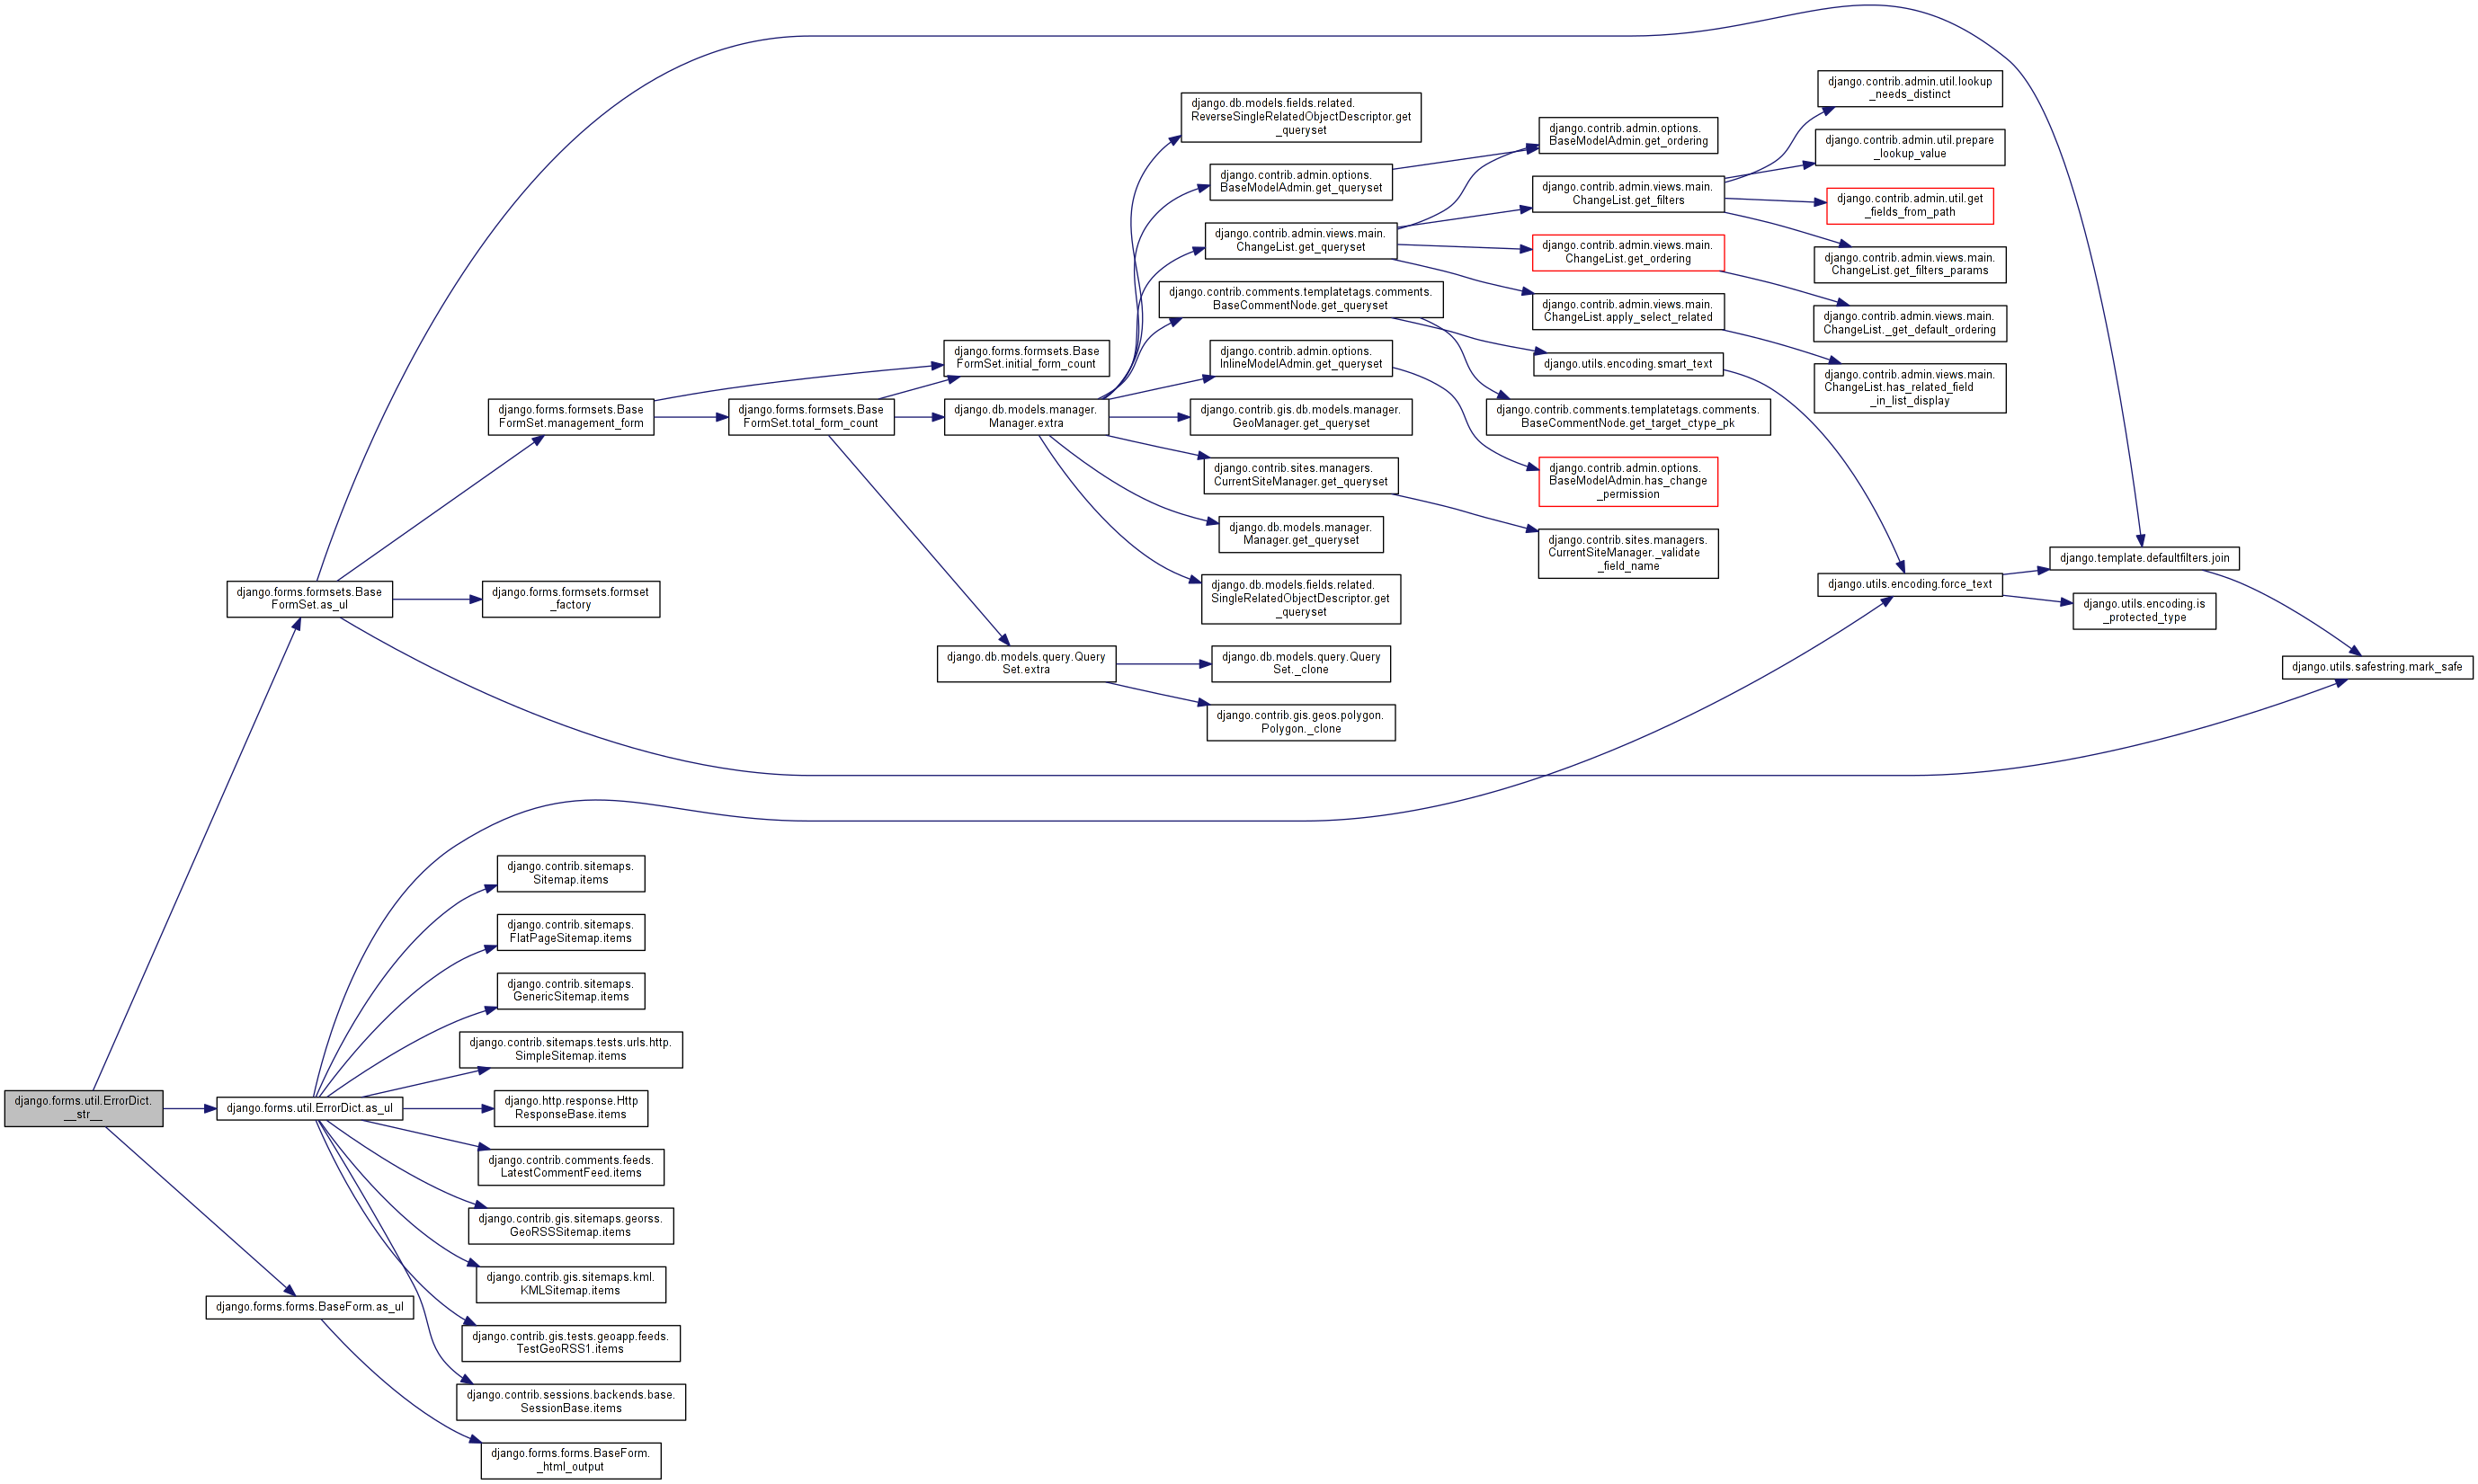 django.forms.util.ErrorDict.
__str__
django.forms.formsets.Base
FormSet.as_ul
django.forms.util.ErrorDict.as_ul
django.forms.forms.BaseForm.as_ul
django.forms.formsets.Base
FormSet.management_form
django.forms.formsets.formset
_factory
django.contrib.sitemaps.
Sitemap.items
django.contrib.sitemaps.
FlatPageSitemap.items
django.contrib.sitemaps.
GenericSitemap.items
django.contrib.sitemaps.tests.urls.http.
SimpleSitemap.items
django.http.response.Http
ResponseBase.items
django.contrib.comments.feeds.
LatestCommentFeed.items
django.contrib.gis.sitemaps.georss.
GeoRSSSitemap.items
django.contrib.gis.sitemaps.kml.
KMLSitemap.items
django.contrib.gis.tests.geoapp.feeds.
TestGeoRSS1.items
django.contrib.sessions.backends.base.
SessionBase.items
django.forms.forms.BaseForm.
_html_output
django.forms.formsets.Base
FormSet.total_form_count
django.forms.formsets.Base
FormSet.initial_form_count
django.db.models.manager.
Manager.extra
django.db.models.query.Query
Set.extra
django.db.models.fields.related.
ReverseSingleRelatedObjectDescriptor.get
_queryset
django.contrib.admin.options.
BaseModelAdmin.get_queryset
django.contrib.admin.views.main.
ChangeList.get_queryset
django.contrib.comments.templatetags.comments.
BaseCommentNode.get_queryset
django.contrib.admin.options.
InlineModelAdmin.get_queryset
django.contrib.gis.db.models.manager.
GeoManager.get_queryset
django.contrib.sites.managers.
CurrentSiteManager.get_queryset
django.db.models.manager.
Manager.get_queryset
django.db.models.fields.related.
SingleRelatedObjectDescriptor.get
_queryset
django.db.models.query.Query
Set._clone
django.contrib.gis.geos.polygon.
Polygon._clone
django.contrib.admin.options.
BaseModelAdmin.get_ordering
django.contrib.admin.views.main.
ChangeList.get_filters
django.contrib.admin.views.main.
ChangeList.get_ordering
django.contrib.admin.views.main.
ChangeList.apply_select_related
django.utils.encoding.smart_text
django.contrib.comments.templatetags.comments.
BaseCommentNode.get_target_ctype_pk
django.contrib.admin.options.
BaseModelAdmin.has_change
_permission
django.contrib.sites.managers.
CurrentSiteManager._validate
_field_name
django.contrib.admin.util.lookup
_needs_distinct
django.contrib.admin.util.prepare
_lookup_value
django.contrib.admin.util.get
_fields_from_path
django.contrib.admin.views.main.
ChangeList.get_filters_params
django.contrib.admin.views.main.
ChangeList._get_default_ordering
django.contrib.admin.views.main.
ChangeList.has_related_field
_in_list_display
django.utils.encoding.force_text
django.template.defaultfilters.join
django.utils.encoding.is
_protected_type
django.utils.safestring.mark_safe